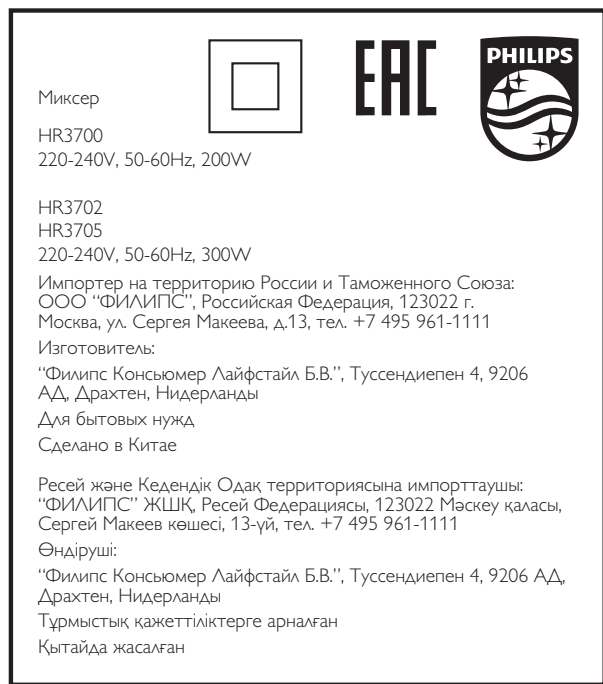 PHILIPS
EAC
Миксер
HR3700
220-240V, 50-60Hz, 200W
HR3702
HR3705
220-240V, 50-60Hz, 300W
Импортер на территорию России и Таможенного Союза:
ООО “ФИЛИПС”, Российская Федерация, 123022 г.
Москва, ул. Сергея Макеева, д.13, тел. +7 495 961-1111
Изготовитель:
“Филипс Консьюмер Лайфстайл Б.В.”, Туссендиепен 4, 9206
АД, Драхтен, Нидерланды
Для бытовых нужд
Сделано в Китае
Ресей және Кедендік Одақ территориясына импорттаушы:
“ФИЛИПС” ЖШҚ, Ресей Федерациясы, 123022 Мәскеу қаласы,
Сергей Макеев көшесі, 13-үй, тел. +7 495 961-1111
Өндіруші:
“Филипс Консьюмер Лайфстайл Б.В.”, Туссендиепен 4, 9206 АД,
Драхтен, Нидерланды
Тұрмыстық қажеттіліктерге арналған
Қытайда жасалған